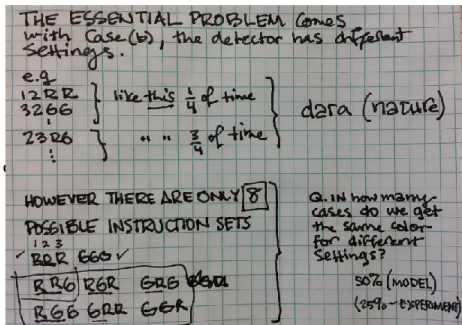 THE ESSENTIAL PROBLEM Comes
with Case(b), the detector has different
settings.
e.g
12RR
32GG
⋮
like this 1/4 of time
23RG
⋮
" " 3/4 of time
data (nature)
HOWEVER THERE ARE ONLY 8
POSSIBLE INSTRUCTION SETS
1 2 3
✓ RRR GGG ✓
RRG RGR GRG
RGG GRR GGR
Q. IN how many
cases do we get
the same color
for different
settings?
50% (MODEL)
(25% - EXPERIMENT)